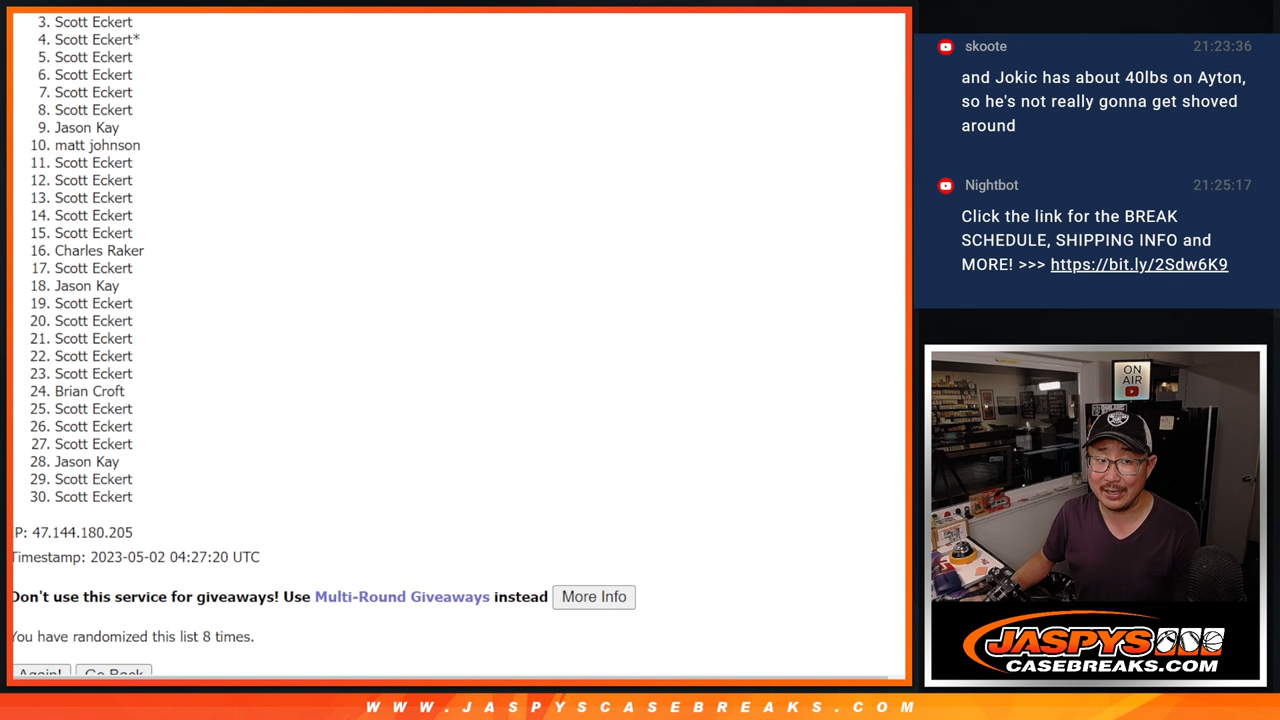 3. Scott Eckert
4. Scott Eckert*
5. Scott Eckert
6. Scott Eckert
7. Scott Eckert
8. Scott Eckert
9. Jason Kay
10. matt johnson
11. Scott Eckert
12. Scott Eckert
13. Scott Eckert
14. Scott Eckert
15. Scott Eckert
16. Charles Raker
17. Scott Eckert
18. Jason Kay
19. Scott Eckert
20. Scott Eckert
21. Scott Eckert
22. Scott Eckert
23. Scott Eckert
24. Brian Croft
25. Scott Eckert
26. Scott Eckert
27. Scott Eckert
28. Jason Kay
29. Scott Eckert
30. Scott Eckert
P: 47.144.180.205
Timestamp: 2023-05-02 04:27:20 UTC
Don't use this service for giveaways! Use Multi-Round Giveaways instead More Info
You have randomized this list 8 times.
Again! Go Back
skoote 21:23:36
and Jokic has about 40lbs on Ayton,
so he's not really gonna get shoved
around
Nightbot 21:25:17
Click the link for the BREAK
SCHEDULE, SHIPPING INFO and
MORE! >>> https://bit.ly/2Sdw6K9
ON
AIR
JASPYS
CASEBREAKS.COM
WWW.JASPYSCASEBREAKS.COM